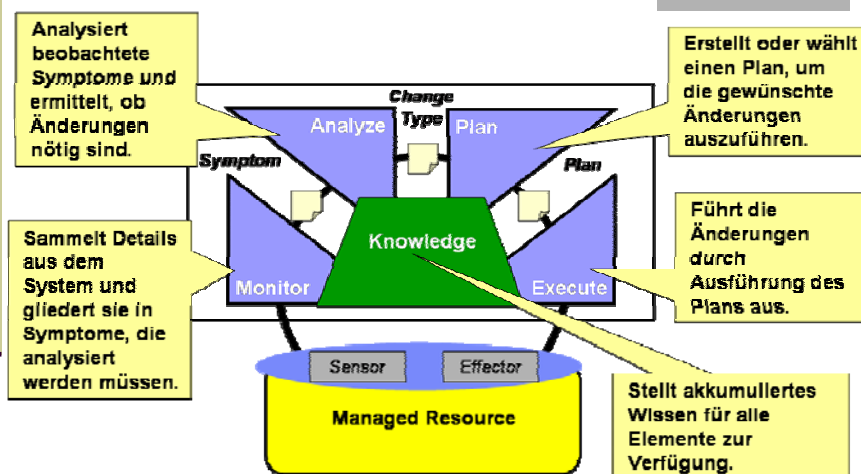 Analysiert
beobachtete
Symptome und
ermittelt, ob
Änderungen
nötig sind.
Erstellt oder wählt
einen Plan, um
die gewünschte
Änderungen
auszuführen.
Change
Type
Analyze
Plan
Symptom
Plan
Sammelt Details
aus dem
System und
gliedert sie in
Symptome, die
analysiert
werden müssen.
Knowledge
Monitor
Execute
Führt die
Änderungen
durch
Ausführung des
Plans aus.
Sensor
Effector
Managed Resource
Stellt akkumuliertes
Wissen für alle
Elemente zur
Verfügung.